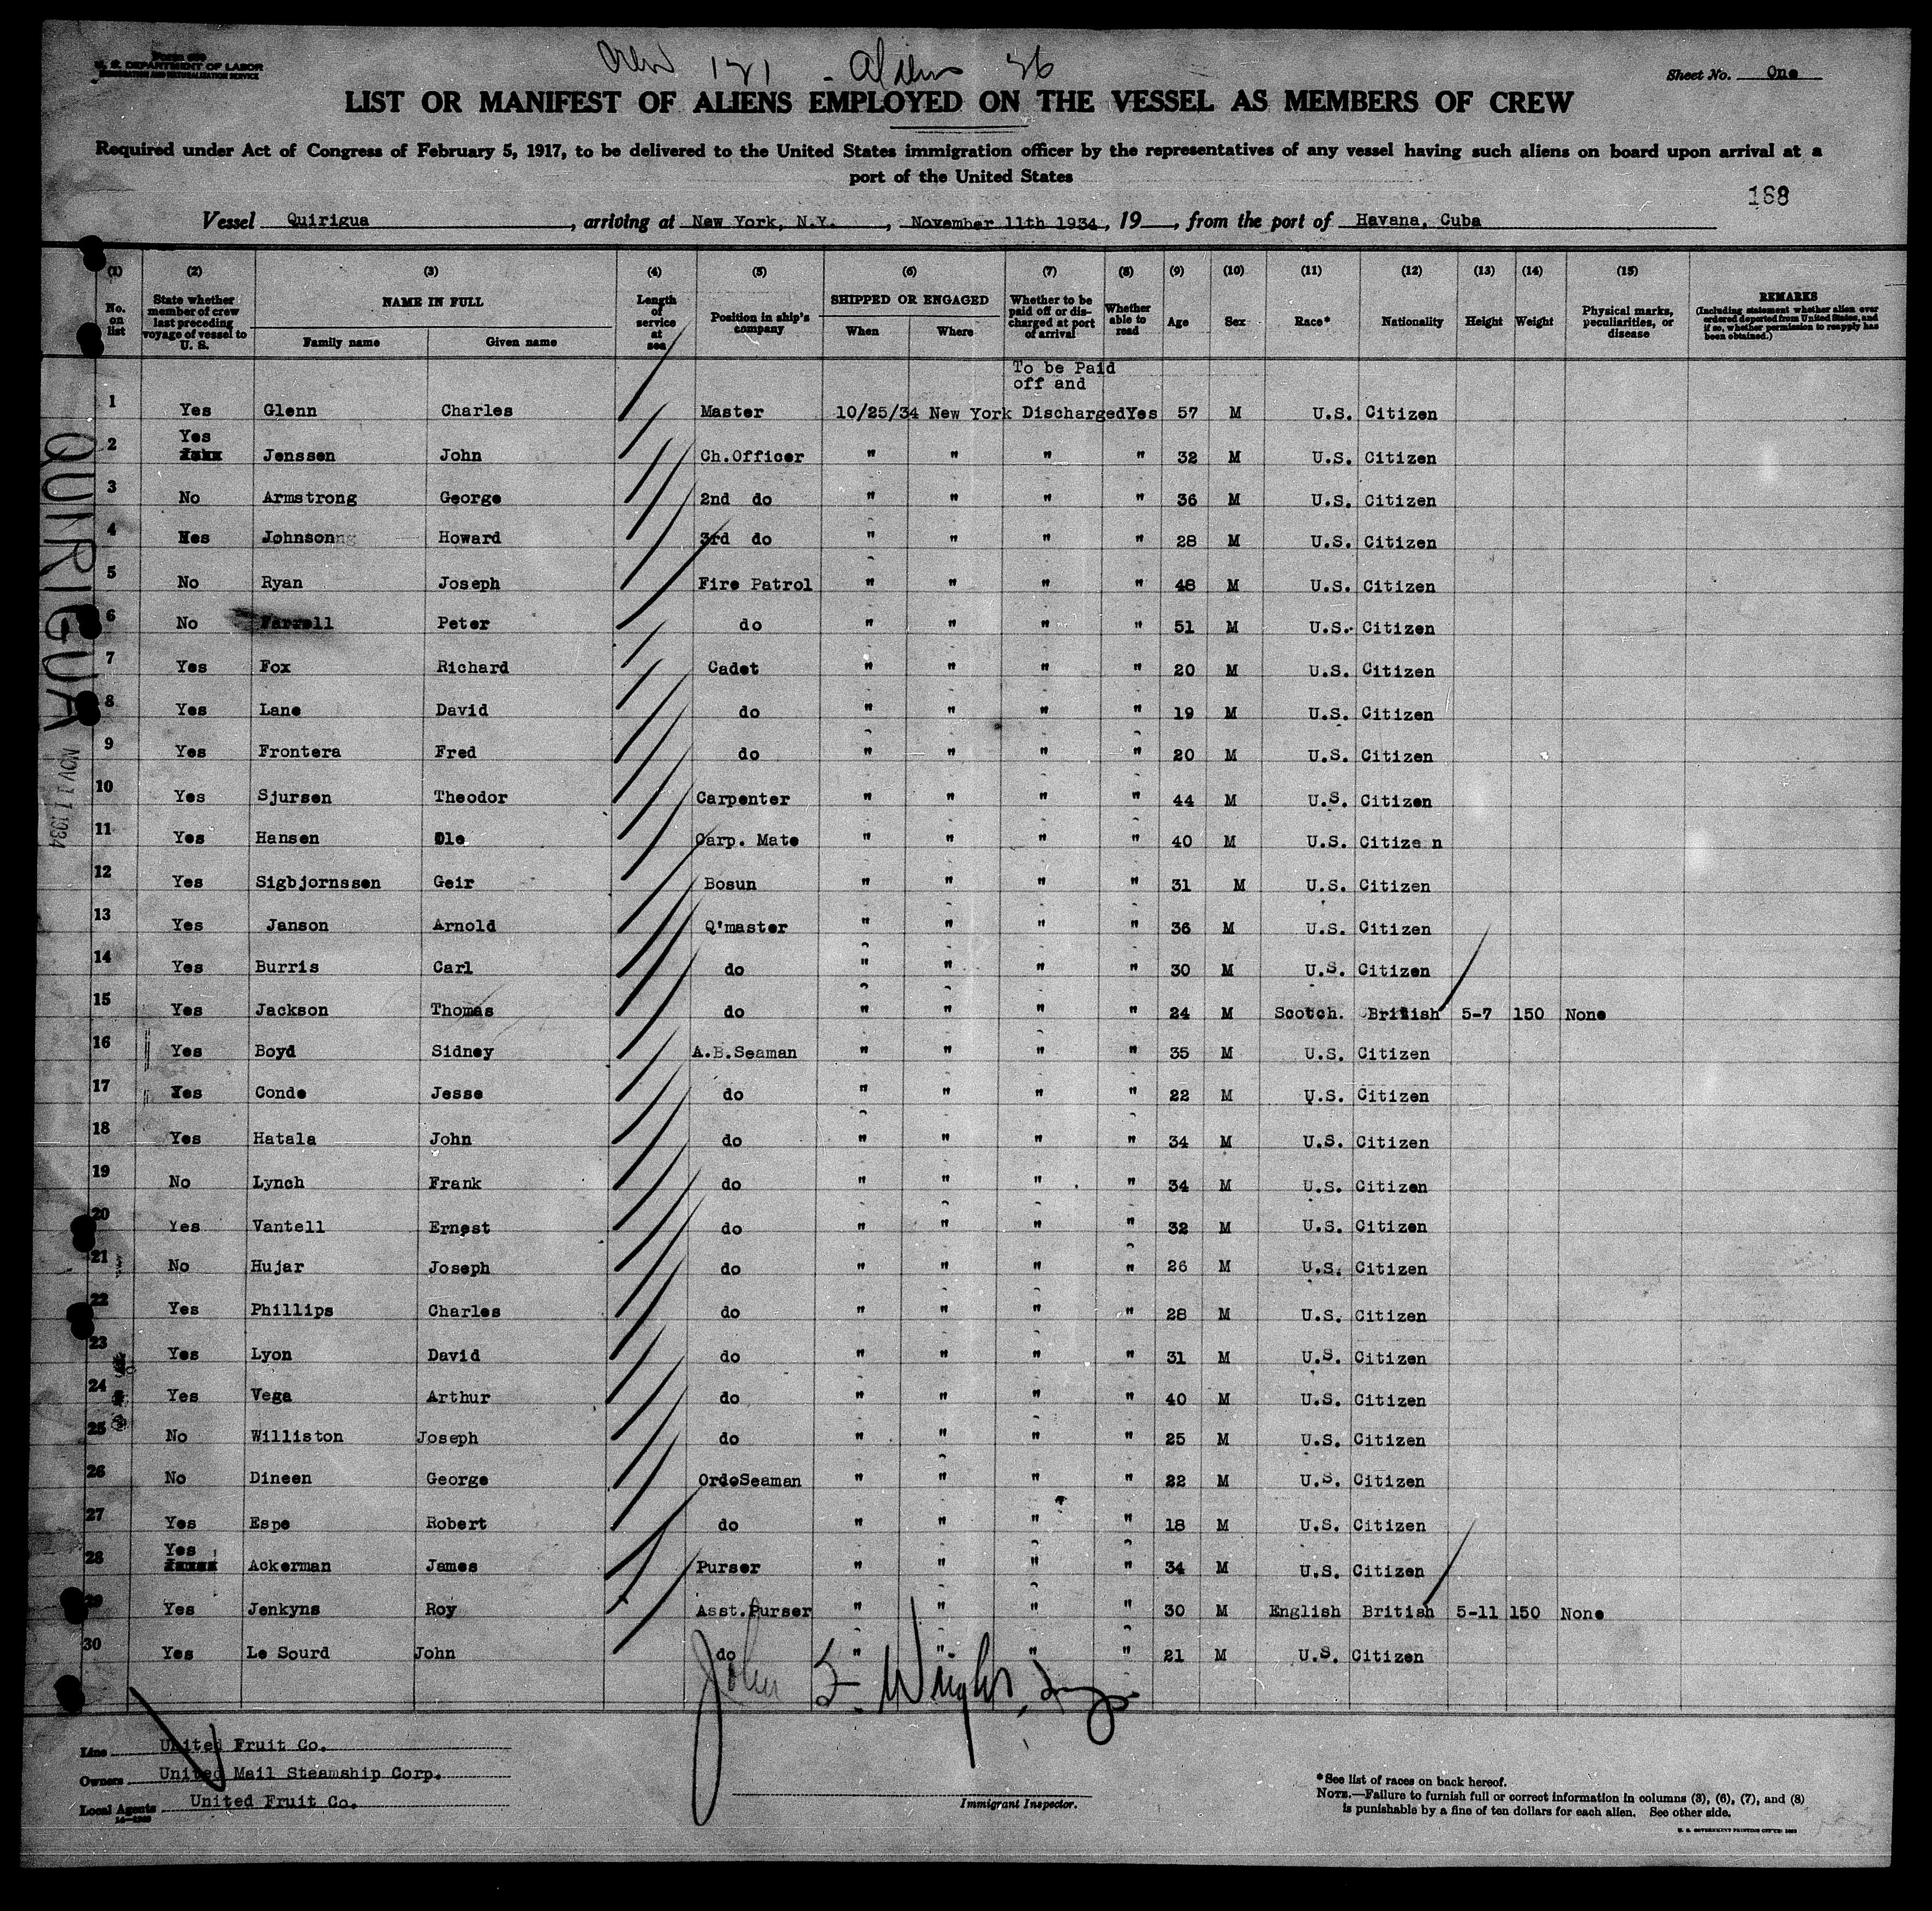 Form 689
U. S. DEPARTMENT OF LABOR
IMMIGRATION AND NATURALIZATION SERVICE
Crew 121 - Aliens 36
Sheet No. One
LIST OR MANIFEST OF ALIENS EMPLOYED ON THE VESSEL AS MEMBERS OF CREW
Required under Act of Congress of February 5, 1917, to be delivered to the United States immigration officer by the representatives of any vessel having such aliens on board upon arrival at a
port of the United States
168
Vessel Quirigua, arriving at New York, N.Y., November 11th 1934, 19 , from the port of Havana, Cuba
(1) (2) (3) (4) (5) (6) (7) (8) (9) (10) (11) (12) (13) (14) (15)
No. on list
State whether member of crew last preceding voyage of vessel to U. S.
NAME IN FULL
Family name Given name
Length of service at sea
Position in ship's company
SHIPPED OR ENGAGED
When Where
Whether to be paid off or discharged at port of arrival
Whether able to read
Age
Sex
Race*
Nationality
Height
Weight
Physical marks, peculiarities, or disease
REMARKS
(Including statement whether alien ever ordered deported from United States, and if so, whether permission to reapply has been obtained.)
To be Paid
off and
1 Yes Glenn Charles Master 10/25/34 New York Discharged Yes 57 M U.S. Citizen
2 Yes Jenssen John Ch.Officer " " " " 32 M U.S. Citizen
3 No Armstrong George 2nd do " " " " 36 M U.S. Citizen
4 Yes Johnson Howard 3rd do " " " " 28 M U.S. Citizen
5 No Ryan Joseph Fire Patrol " " " " 48 M U.S. Citizen
6 No Farrell Peter do " " " " 51 M U.S. Citizen
7 Yes Fox Richard Cadet " " " " 20 M U.S. Citizen
8 Yes Lane David do " " " " 19 M U.S. Citizen
9 Yes Frontera Fred do " " " " 20 M U.S. Citizen
10 Yes Sjursen Theodor Carpenter " " " " 44 M U.S. Citizen
11 Yes Hansen Ole Carp. Mate " " " " 40 M U.S. Citize n
12 Yes Sigbjornssen Geir Bosun " " " " 31 M U.S. Citizen
13 Yes Janson Arnold Q'master " " " " 36 M U.S. Citizen
14 Yes Burris Carl do " " " " 30 M U.S. Citizen
15 Yes Jackson Thomas do " " " " 24 M Scotch. British 5-7 150 None
16 Yes Boyd Sidney A.B.Seaman " " " " 35 M U.S. Citizen
17 Yes Conde Jesse do " " " " 22 M U.S. Citizen
18 Yes Hatala John do " " " " 34 M U.S. Citizen
19 No Lynch Frank do " " " " 34 M U.S. Citizen
20 Yes Vantell Ernest do " " " " 32 M U.S. Citizen
21 No Hujar Joseph do " " " " 26 M U.S. Citizen
22 Yes Phillips Charles do " " " " 28 M U.S. Citizen
23 Yes Lyon David do " " " " 31 M U.S. Citizen
24 Yes Vega Arthur do " " " " 40 M U.S. Citizen
25 No Williston Joseph do " " " " 25 M U.S. Citizen
26 No Dineen George OrdoSeaman " " " " 22 M U.S. Citizen
27 Yes Espe Robert do " " " " 18 M U.S. Citizen
28 Yes Ackerman James Purser " " " " 34 M U.S. Citizen
29 Yes Jenkyns Roy Asst.Purser " " " " 30 M English British 5-11 150 None
30 Yes Le Sourd John do " " " " 21 M U.S. Citizen
QUIRIGUA
NOV 11 1934
John
Line United Fruit Co.
Owners United Mail Steamship Corp.
Local Agents United Fruit Co.
Immigrant Inspector.
*See list of races on back hereof.
NOTE.—Failure to furnish full or correct information in columns (3), (6), (7), and (8)
is punishable by a fine of ten dollars for each alien. See other side.